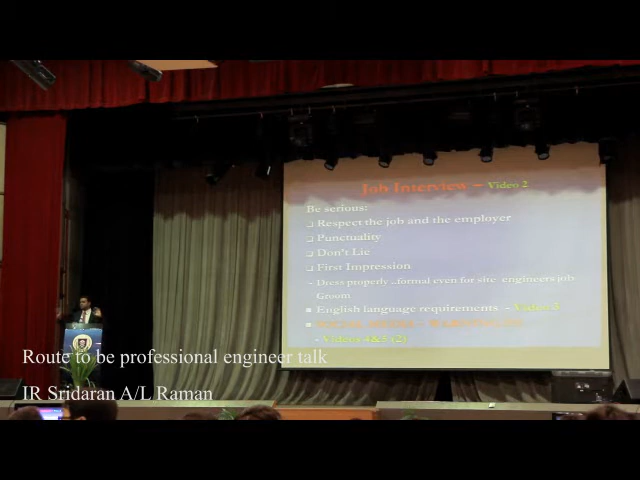 Job Interview – Video 2
Be serious:
❑ Respect the job and the employer
❑ Punctuality
❑ Don't Lie
❑ First Impression
- Dress properly ..formal even for site engineers job
Groom
■ English language requirements - Video 3
- Videos 4&5 (2)
Route to be professional engineer talk
IR Sridaran A/L Raman